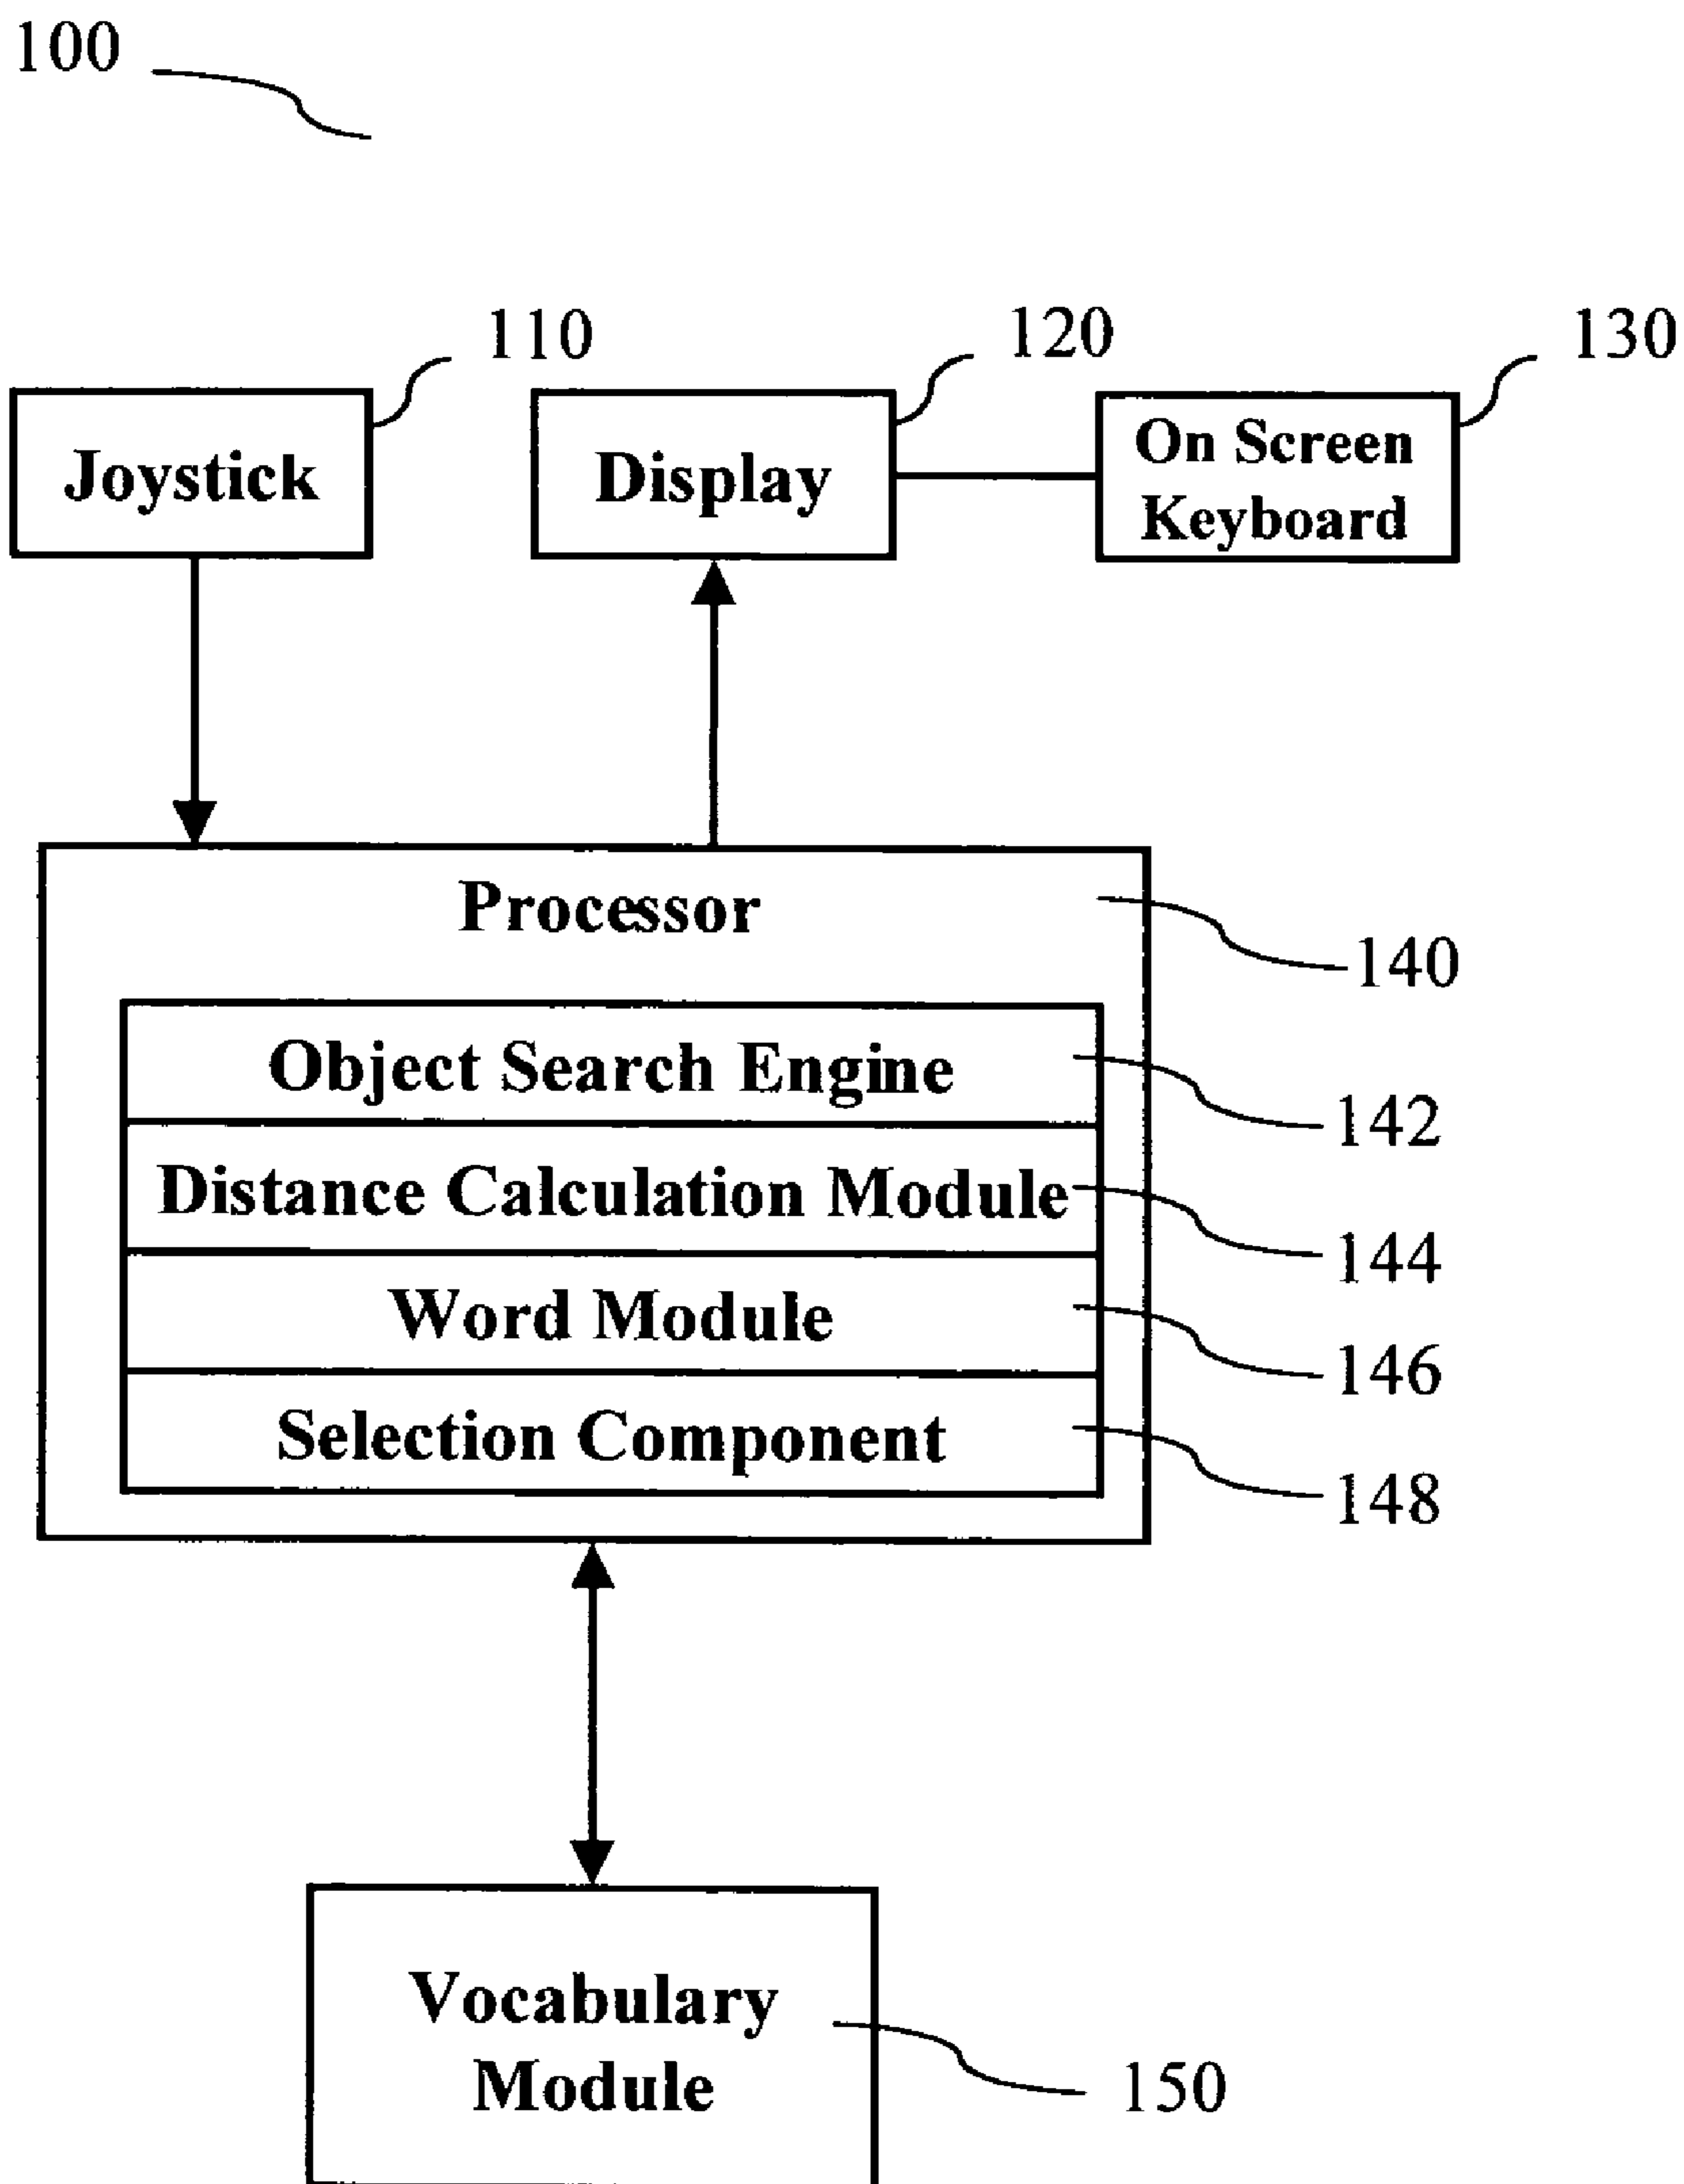 100
110
120
130
Joystick
Display
On Screen
Keyboard
Processor
140
Object Search Engine
142
Distance Calculation Module
144
Word Module
146
Selection Component
148
Vocabulary
Module
150